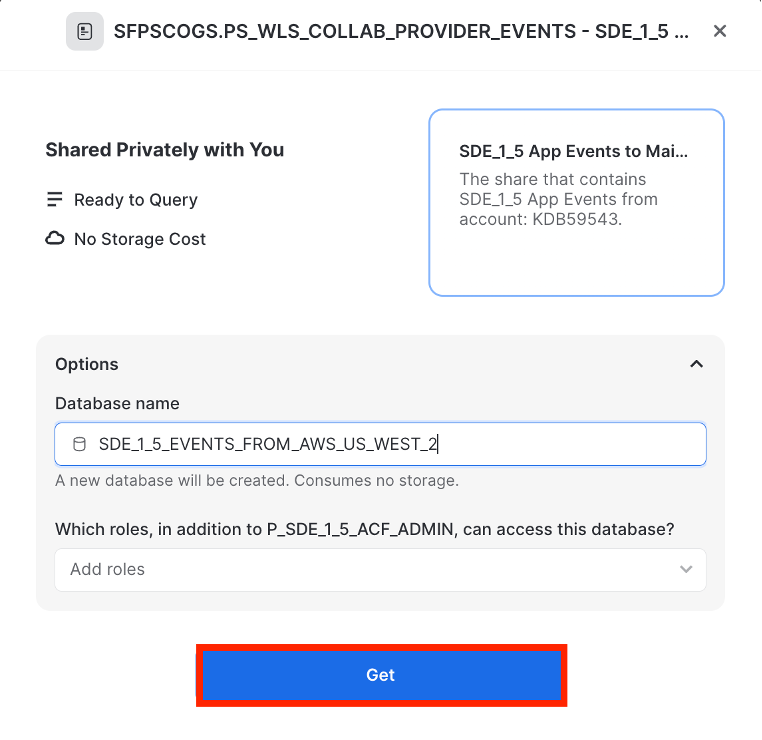 SFPSCOGS.PS_WLS_COLLAB_PROVIDER_EVENTS - SDE_1_5 ...
Shared Privately with You
Ready to Query
No Storage Cost
SDE_1_5 App Events to Mai...
The share that contains
SDE_1_5 App Events from
account: KDB59543.
Options
Database name
SDE_1_5_EVENTS_FROM_AWS_US_WEST_2
A new database will be created. Consumes no storage.
Which roles, in addition to P_SDE_1_5_ACF_ADMIN, can access this database?
Add roles
Get